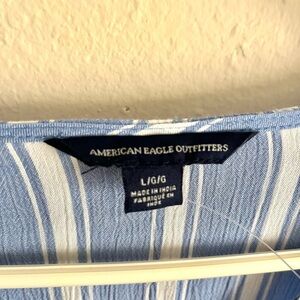 AMERICAN EAGLE OUTFITTERS
L/G/G
MADE IN INDIA
FABRIQUÉ EN
INDE